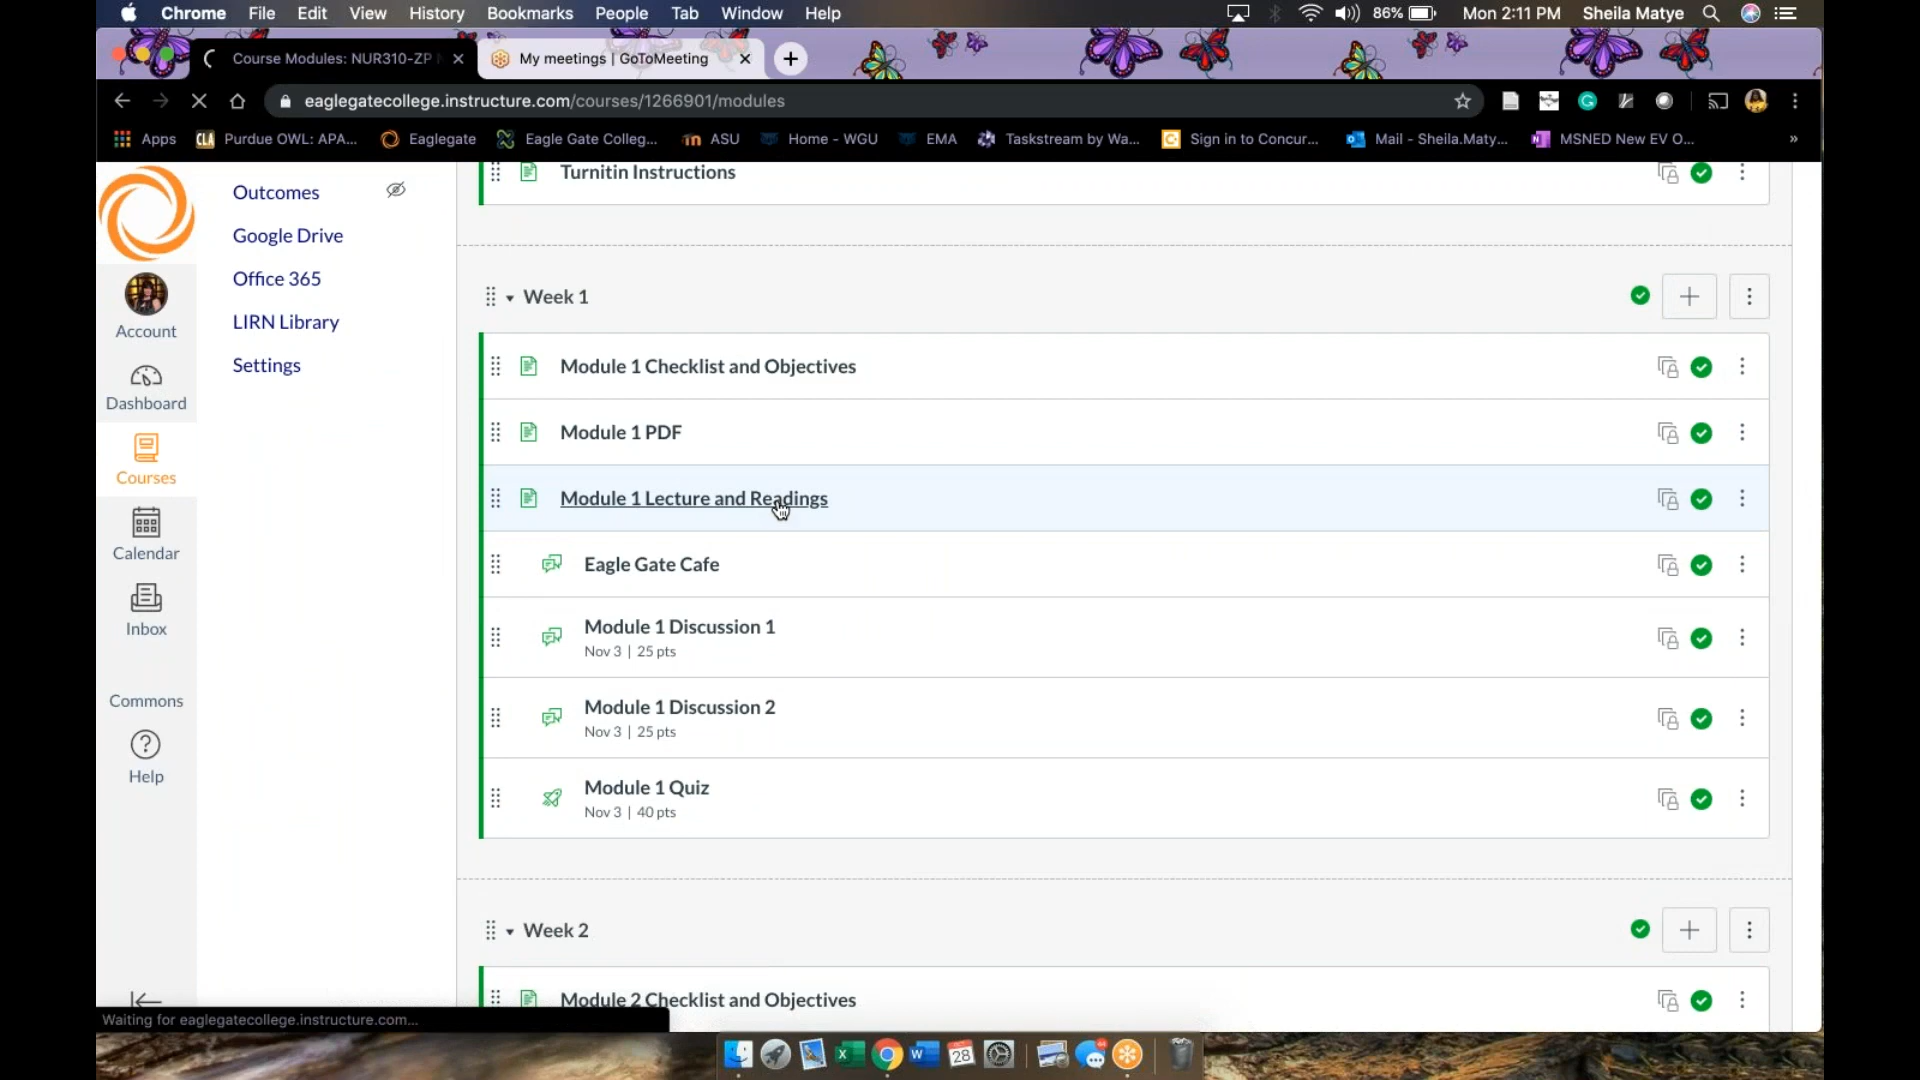 Chrome File Edit View History Bookmarks People Tab Window Help 86% Mon 2:11 PM Sheila Matye
Course Modules: NUR310-ZP My meetings | GoToMeeting
eaglegatecollege.instructure.com/courses/1266901/modules
Apps CLA Purdue OWL: APA... Eaglegate Eagle Gate Colleg... ASU Home - WGU EMA Taskstream by Wa... Sign in to Concur... Mail - Sheila.Maty... MSNED New EV O... »
Turnitin Instructions
Outcomes
Google Drive
Office 365
LIRN Library
Settings
Account
Dashboard
Courses
Calendar
Inbox
Commons
Help
Week 1
Module 1 Checklist and Objectives
Module 1 PDF
Module 1 Lecture and Readings
Eagle Gate Cafe
Module 1 Discussion 1
Nov 3 | 25 pts
Module 1 Discussion 2
Nov 3 | 25 pts
Module 1 Quiz
Nov 3 | 40 pts
Week 2
Module 2 Checklist and Objectives
Waiting for eaglegatecollege.instructure.com...
28